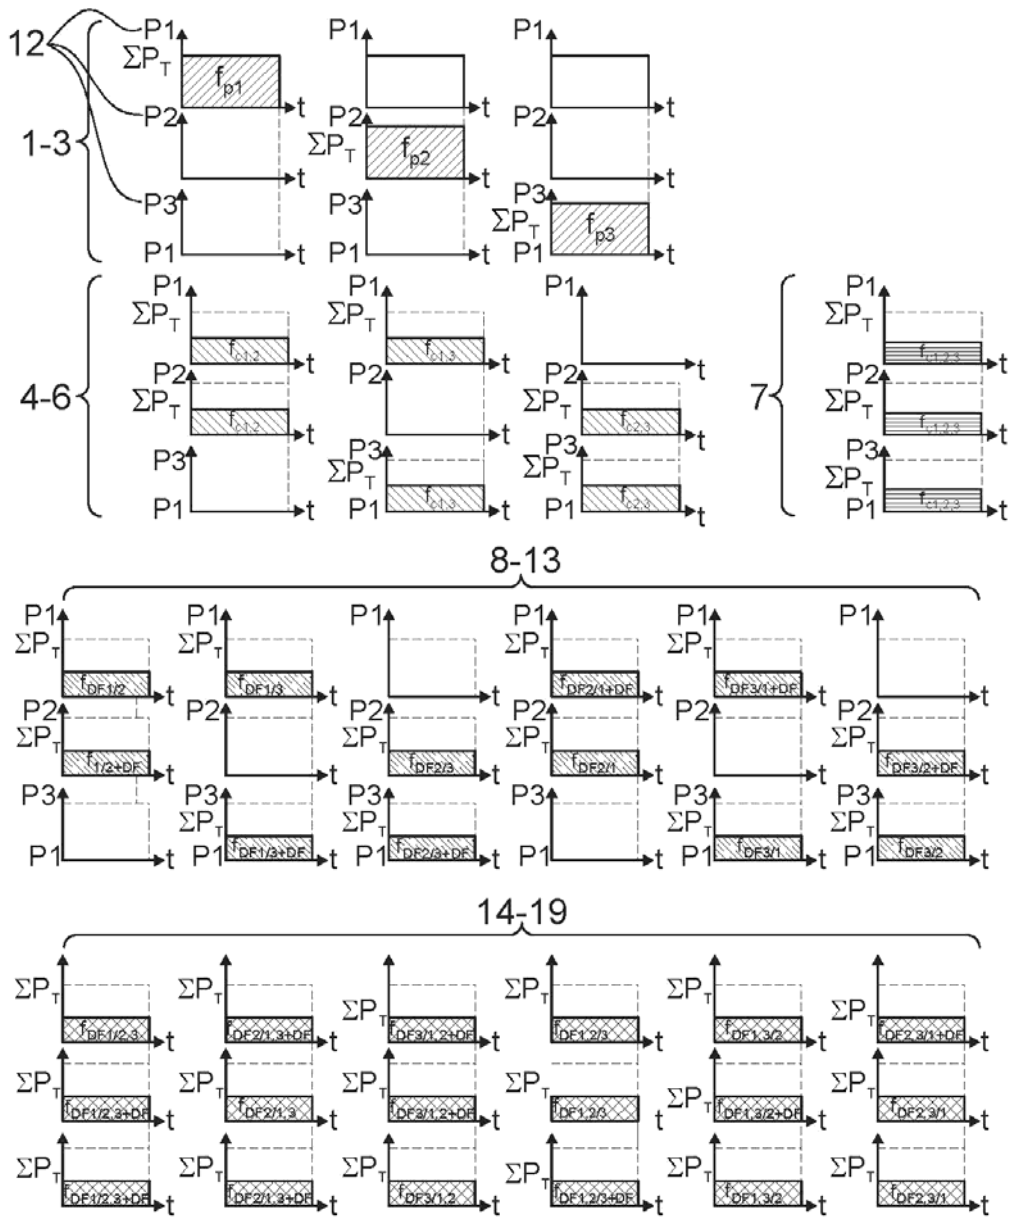 12
P1
ΣP_T
f_p1
t
P2
t
P3
P1
t
1-3
P1
t
P2
ΣP_T
f_p2
t
P3
P1
t
P1
t
P2
t
P3
ΣP_T
f_p3
P1
t
4-6
P1
ΣP_T
f_c1,2
t
P2
ΣP_T
f_c1,2
t
P3
P1
t
P1
ΣP_T
f_c1,3
t
P2
t
P3
ΣP_T
f_c1,3
P1
t
P1
t
P2
ΣP_T
f_c2,3
t
P3
ΣP_T
f_c2,3
P1
t
7
P1
ΣP_T
f_c1,2,3
t
P2
ΣP_T
f_c1,2,3
t
P3
ΣP_T
f_c1,2,3
P1
t
8-13
P1
ΣP_T
f_DF1/2
t
P2
ΣP_T
f_1/2+DF
t
P3
P1
t
P1
ΣP_T
f_DF1/3
t
P2
t
P3
ΣP_T
f_DF1/3+DF
P1
t
P1
t
P2
ΣP_T
f_DF2/3
t
P3
ΣP_T
f_DF2/3+DF
P1
t
P1
ΣP_T
f_DF2/1+DF
t
P2
ΣP_T
f_DF2/1
t
P3
P1
t
P1
ΣP_T
f_DF3/1+DF
t
P2
t
P3
ΣP_T
f_DF3/1
P1
t
P1
t
P2
ΣP_T
f_DF3/2+DF
t
P3
ΣP_T
f_DF3/2
P1
t
14-19
ΣP_T
f_DF1/2,3
t
ΣP_T
f_DF1/2,3+DF
t
ΣP_T
f_DF1/2,3+DF
t
ΣP_T
f_DF2/1,3+DF
t
ΣP_T
f_DF2/1,3
t
ΣP_T
f_DF2/1,3+DF
t
ΣP_T
f_DF3/1,2+DF
t
ΣP_T
f_DF3/1,2+DF
t
ΣP_T
f_DF3/1,2
t
ΣP_T
f_DF1,2/3
t
ΣP_T
f_DF1,2/3
t
ΣP_T
f_DF1,2/3+DF
t
ΣP_T
f_DF1,3/2
t
ΣP_T
f_DF1,3/2+DF
t
ΣP_T
f_DF1,3/2
t
ΣP_T
f_DF2,3/1+DF
t
ΣP_T
f_DF2,3/1
t
ΣP_T
f_DF2,3/1
t